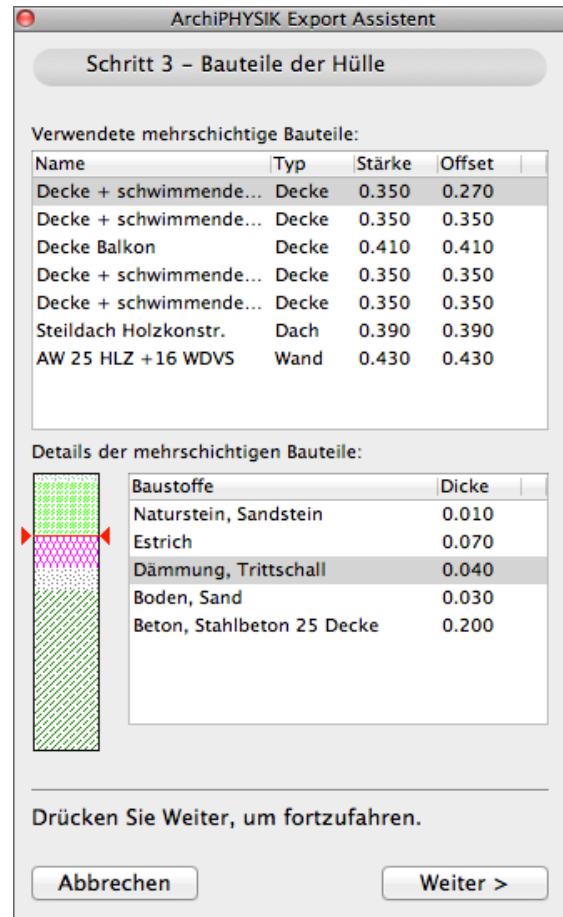 ArchiPHYSIK Export Assistent
Schritt 3 – Bauteile der Hülle
Verwendete mehrschichtige Bauteile:
Name Typ Stärke Offset
Decke + schwimmende... Decke 0.350 0.270
Decke + schwimmende... Decke 0.350 0.350
Decke Balkon Decke 0.410 0.410
Decke + schwimmende... Decke 0.350 0.350
Decke + schwimmende... Decke 0.350 0.350
Steildach Holzkonstr. Dach 0.390 0.390
AW 25 HLZ +16 WDVS Wand 0.430 0.430
Details der mehrschichtigen Bauteile:
Baustoffe Dicke
Naturstein, Sandstein 0.010
Estrich 0.070
Dämmung, Trittschall 0.040
Boden, Sand 0.030
Beton, Stahlbeton 25 Decke 0.200
Drücken Sie Weiter, um fortzufahren.
Abbrechen Weiter >